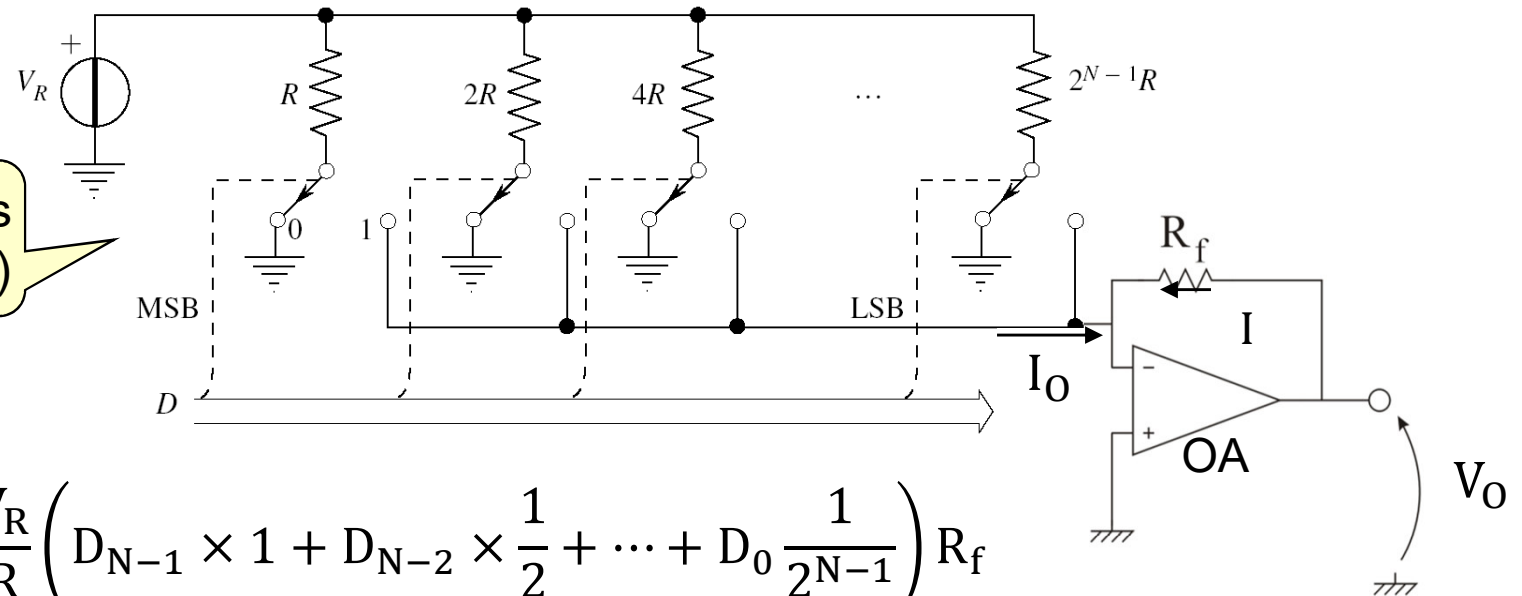 +
V_R
R
2R
4R
...
2^{N – 1}R
s
)
0
1
MSB
LSB
D
I_O
R_f
I
−
+
OA
V_O
V_R/R (D_{N−1} × 1 + D_{N−2} × 1/2 + ⋯ + D_0 1/2^{N−1}) R_f